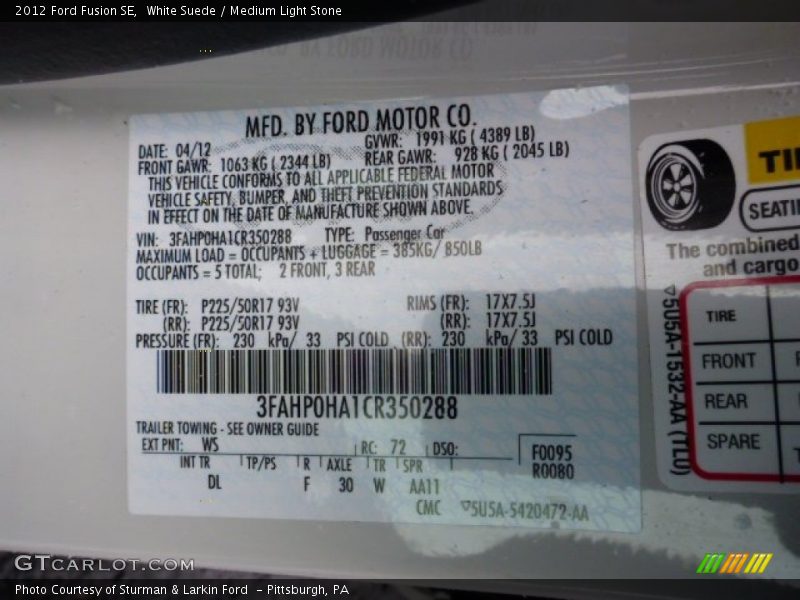 2012 Ford Fusion SE, White Suede / Medium Light Stone
MFD. BY FORD MOTOR CO.
DATE: 04/12 GVWR: 1991 KG ( 4389 LB)
FRONT GAWR: 1063 KG ( 2344 LB) REAR GAWR: 928 KG ( 2045 LB)
THIS VEHICLE CONFORMS TO ALL APPLICABLE FEDERAL MOTOR
VEHICLE SAFETY, BUMPER, AND THEFT PREVENTION STANDARDS
IN EFFECT ON THE DATE OF MANUFACTURE SHOWN ABOVE.
VIN: 3FAHP0HA1CR350288 TYPE: Passenger Car
MAXIMUM LOAD = OCCUPANTS + LUGGAGE = 385KG/ 850LB
OCCUPANTS = 5 TOTAL; 2 FRONT, 3 REAR
TIRE (FR): P225/50R17 93V RIMS (FR): 17X7.5J
(RR): P225/50R17 93V (RR): 17X7.5J
PRESSURE (FR): 230 kPa/ 33 PSI COLD (RR): 230 kPa/ 33 PSI COLD
3FAHP0HA1CR350288
TRAILER TOWING - SEE OWNER GUIDE
EXT PNT: WS RC: 72 DSO: F0095
INT TR TP/PS R AXLE TR SPR R0080
DL F 30 W AA11
CMC ▽5U5A-5420472-AA
TI
SEATI
The combined
and cargo
TIRE
FRONT
REAR
SPARE
▽5U5A-1532-AA (TL0)
GTCARLOT.COM
Photo Courtesy of Sturman & Larkin Ford - Pittsburgh, PA